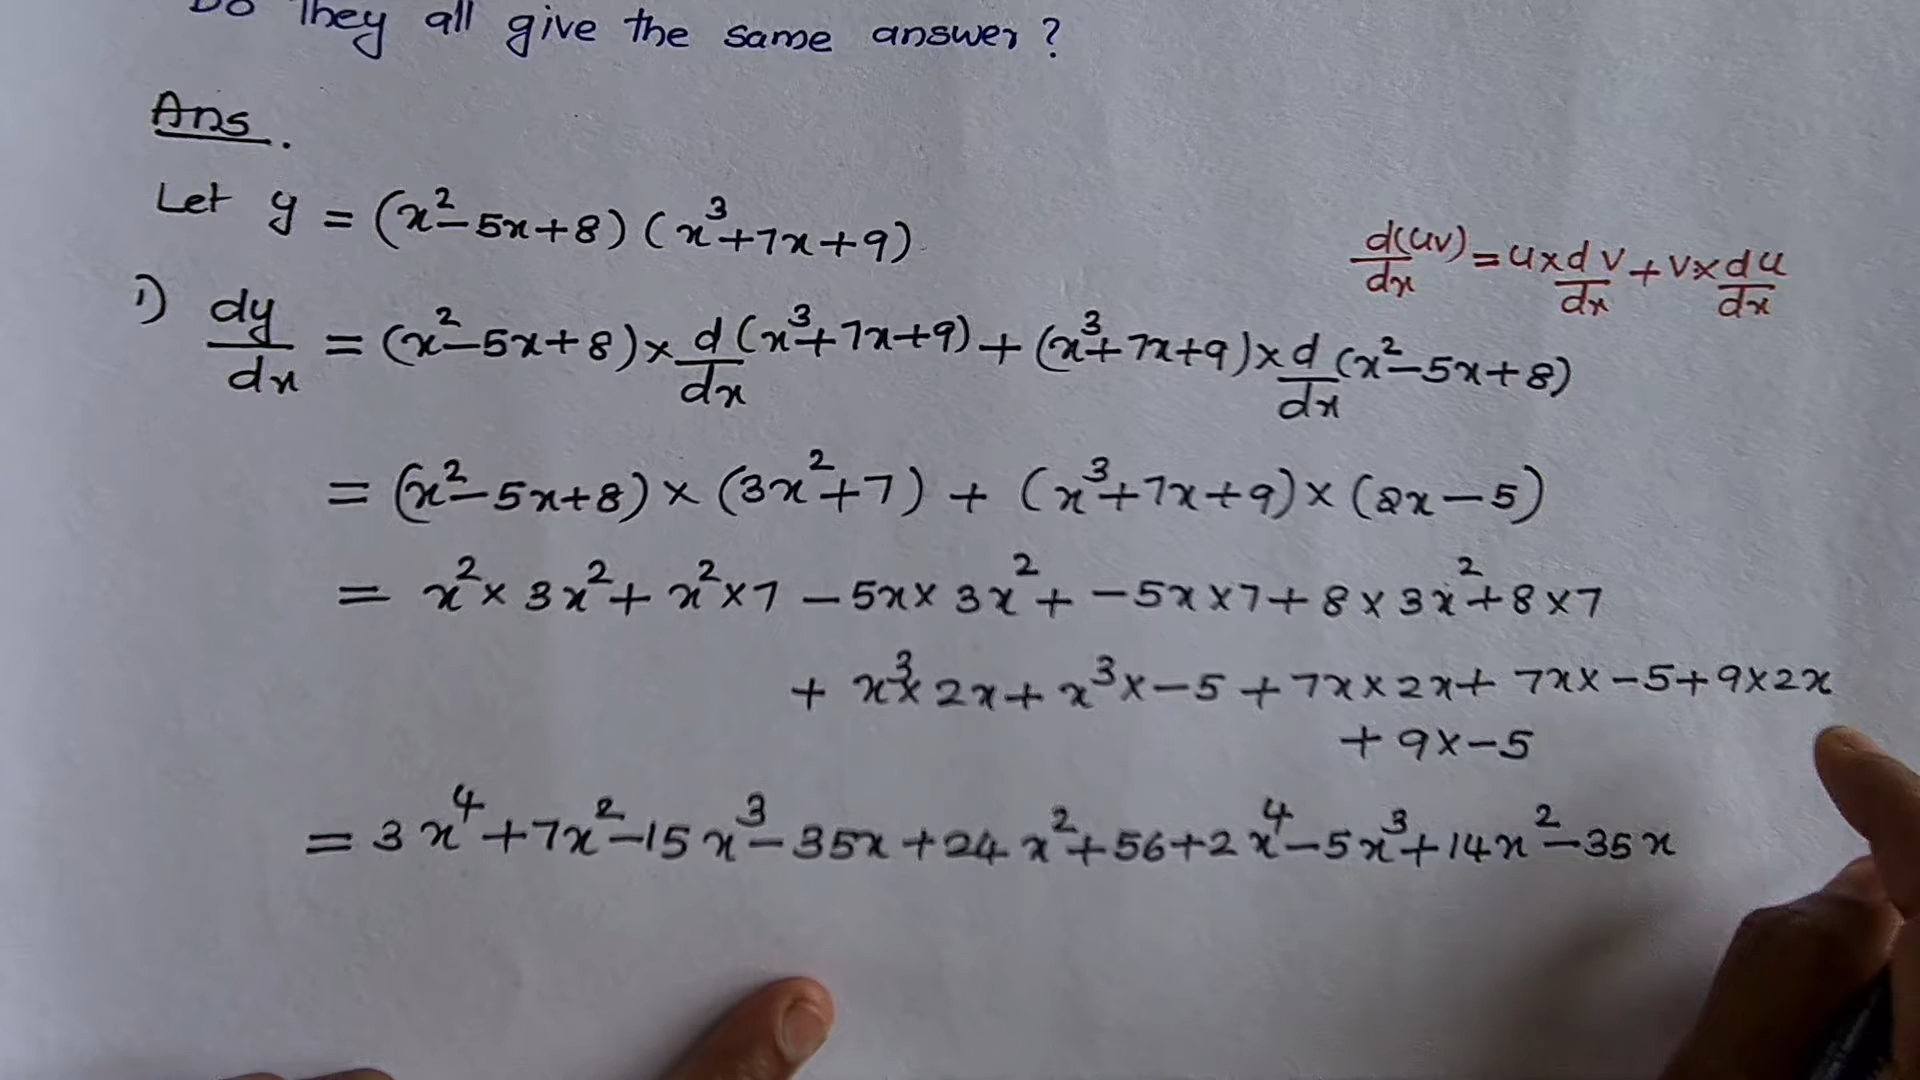 Do they all give the same answer?
Ans.
Let y = (x²-5x+8)(x³+7x+9)
d(uv)/dx = u×dv/dx + v×du/dx
i) dy/dx = (x²-5x+8)×d/dx(x³+7x+9)+(x³+7x+9)×d/dx(x²-5x+8)
= (x²-5x+8)×(3x²+7) + (x³+7x+9)×(2x-5)
= x²×3x²+x²×7-5x×3x²+-5x×7+8×3x²+8×7
+ x³×2x+x³×-5+7x×2x+7x×-5+9×2x
+9×-5
= 3x⁴+7x²-15x³-35x+24x²+56+2x⁴-5x³+14x²-35x